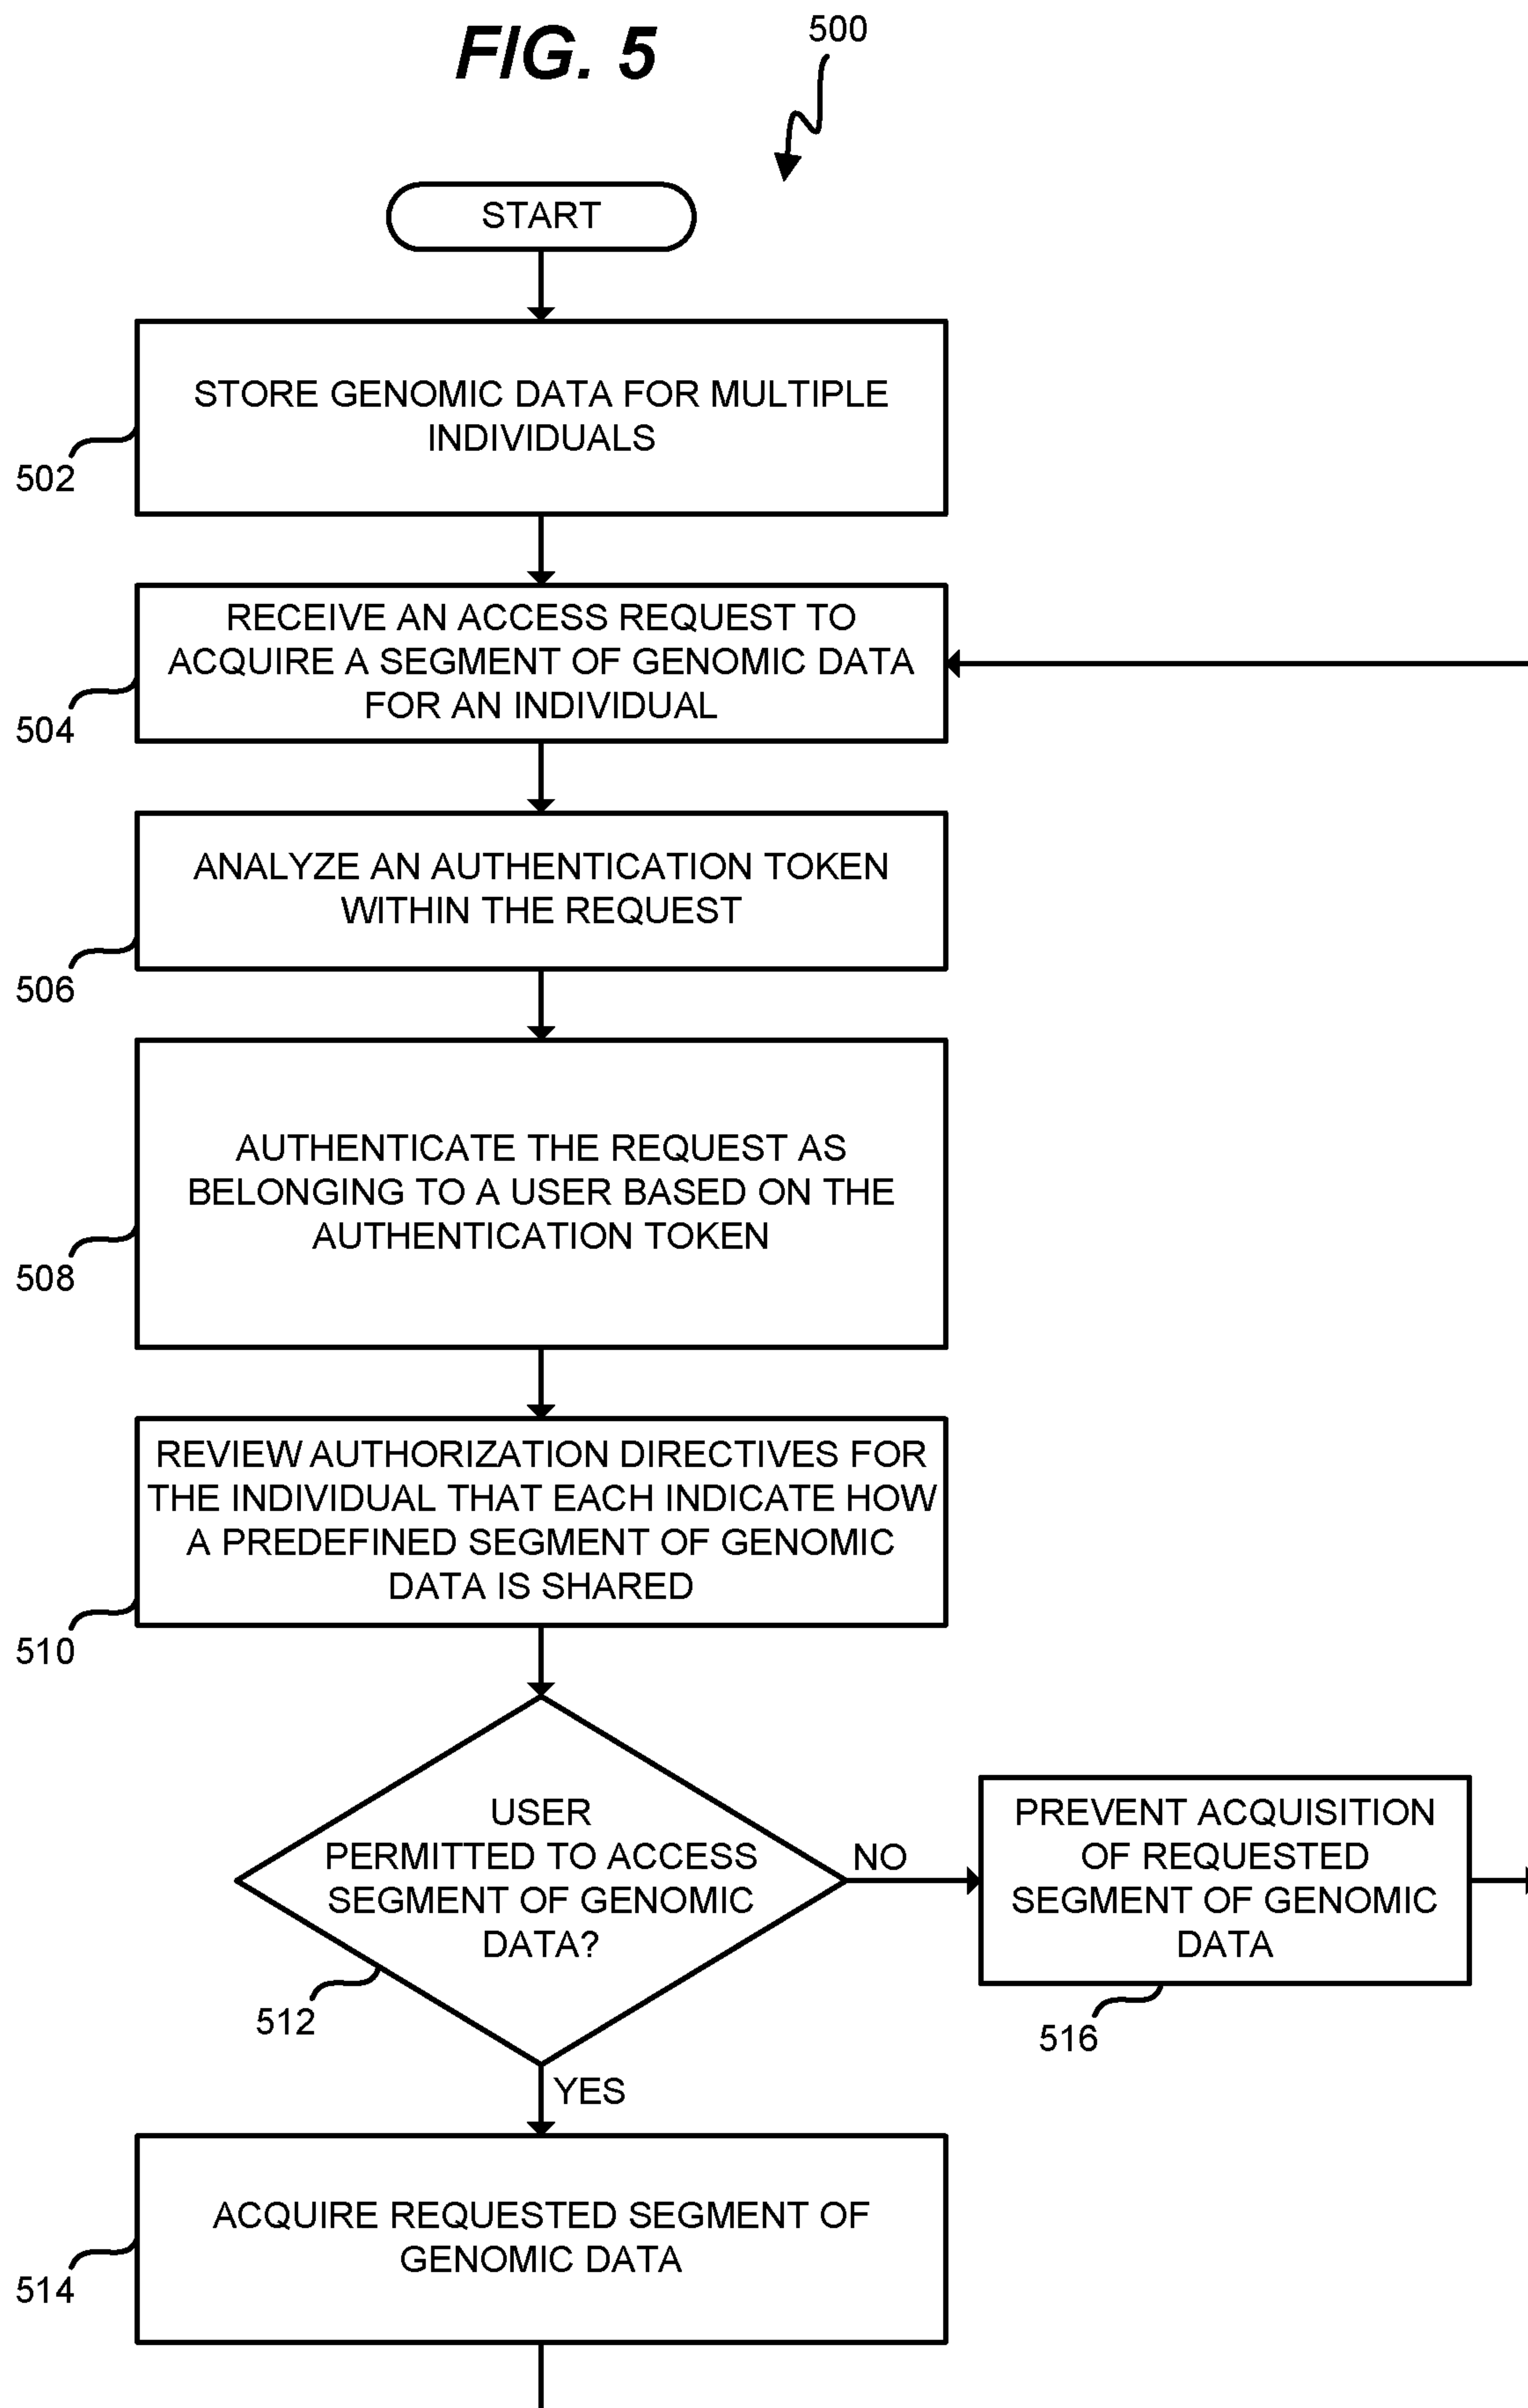 FIG. 5
500
START
STORE GENOMIC DATA FOR MULTIPLE
INDIVIDUALS
502
RECEIVE AN ACCESS REQUEST TO
ACQUIRE A SEGMENT OF GENOMIC DATA
FOR AN INDIVIDUAL
504
ANALYZE AN AUTHENTICATION TOKEN
WITHIN THE REQUEST
506
AUTHENTICATE THE REQUEST AS
BELONGING TO A USER BASED ON THE
AUTHENTICATION TOKEN
508
REVIEW AUTHORIZATION DIRECTIVES FOR
THE INDIVIDUAL THAT EACH INDICATE HOW
A PREDEFINED SEGMENT OF GENOMIC
DATA IS SHARED
510
USER
PERMITTED TO ACCESS
SEGMENT OF GENOMIC
DATA?
512
NO
PREVENT ACQUISITION
OF REQUESTED
SEGMENT OF GENOMIC
DATA
516
YES
ACQUIRE REQUESTED SEGMENT OF
GENOMIC DATA
514